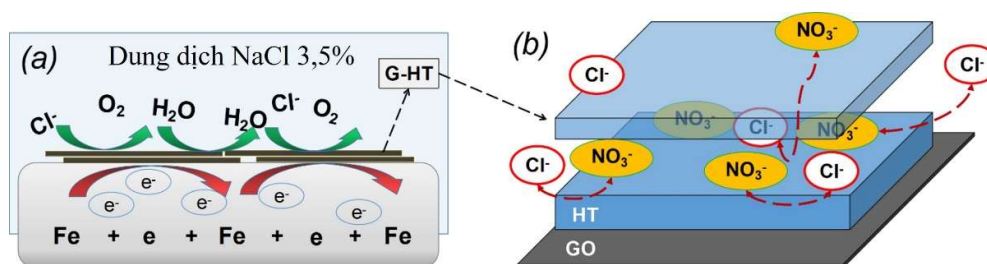 (a)
Dung dịch NaCl 3,5%
G-HT
Cl⁻
O₂
H₂O
H₂O
Cl⁻
O₂
e⁻
e⁻
e⁻
e⁻
e⁻
Fe + e + Fe + e + Fe
(b)
NO₃⁻
Cl⁻
Cl⁻
NO₃⁻
Cl⁻
NO₃⁻
Cl⁻
NO₃⁻
NO₃⁻
Cl⁻
HT
GO